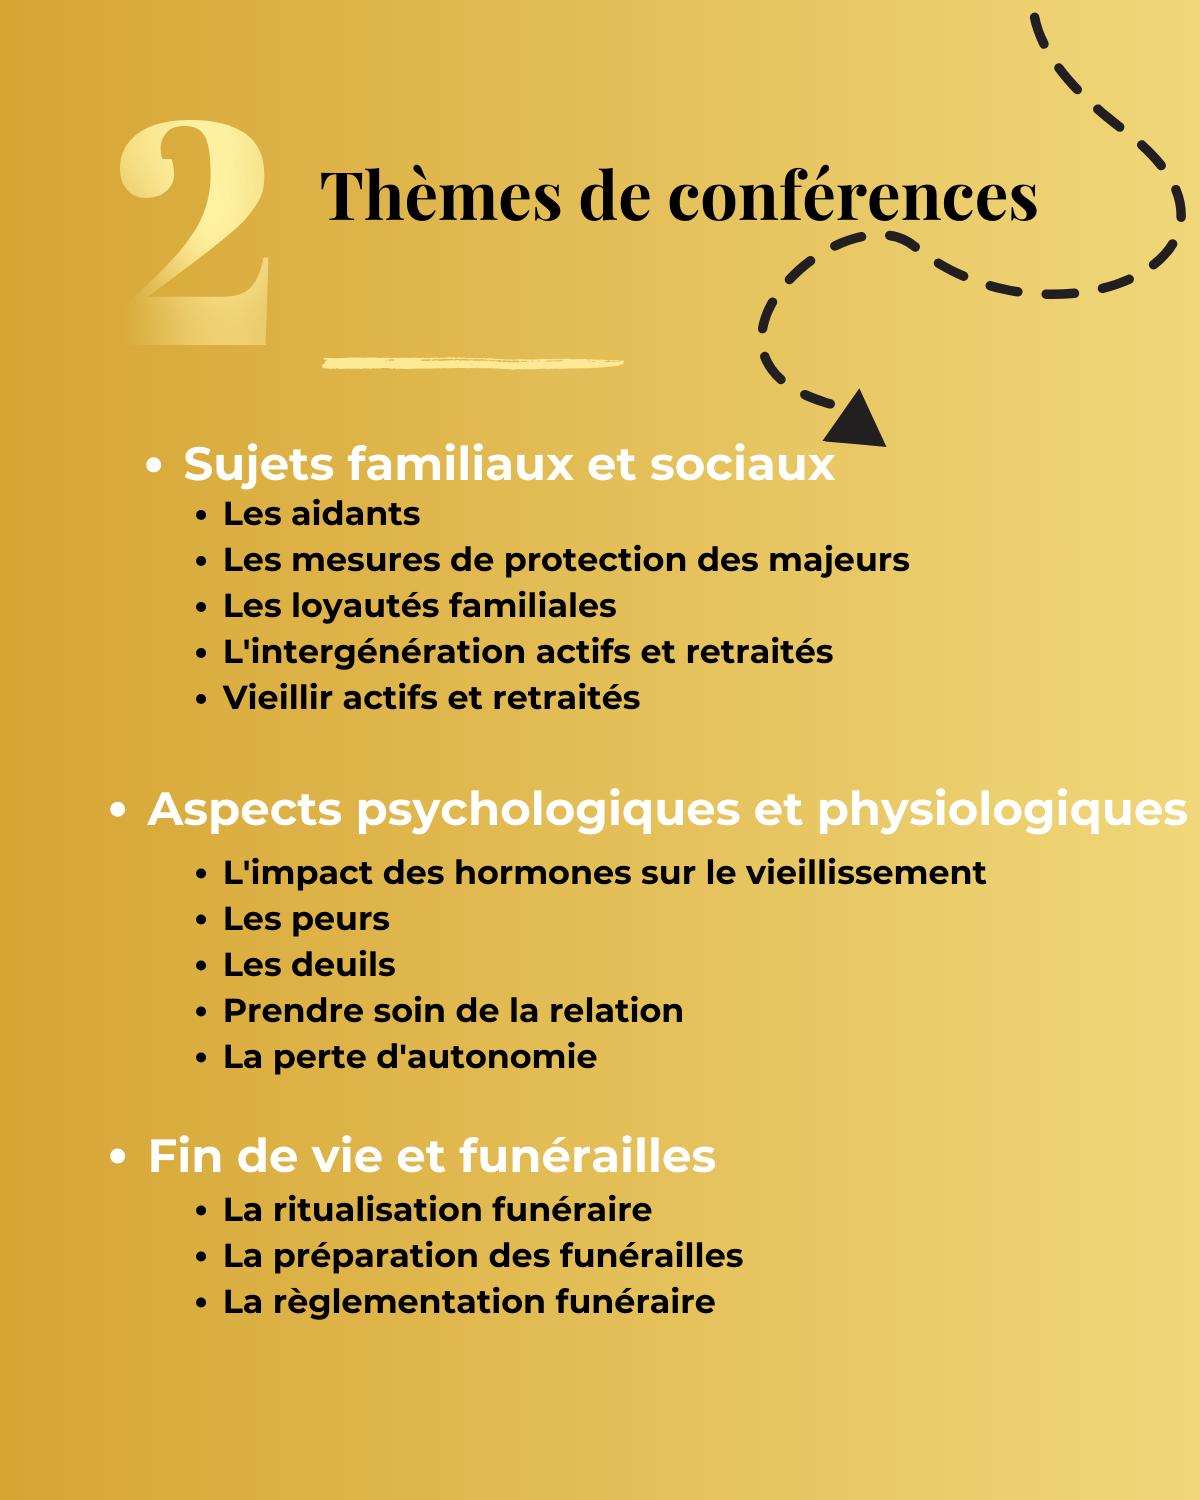 2
Thèmes de conférences
• Sujets familiaux et sociaux
• Les aidants
• Les mesures de protection des majeurs
• Les loyautés familiales
• L'intergénération actifs et retraités
• Vieillir actifs et retraités
• Aspects psychologiques et physiologiques
• L'impact des hormones sur le vieillissement
• Les peurs
• Les deuils
• Prendre soin de la relation
• La perte d'autonomie
• Fin de vie et funérailles
• La ritualisation funéraire
• La préparation des funérailles
• La règlementation funéraire